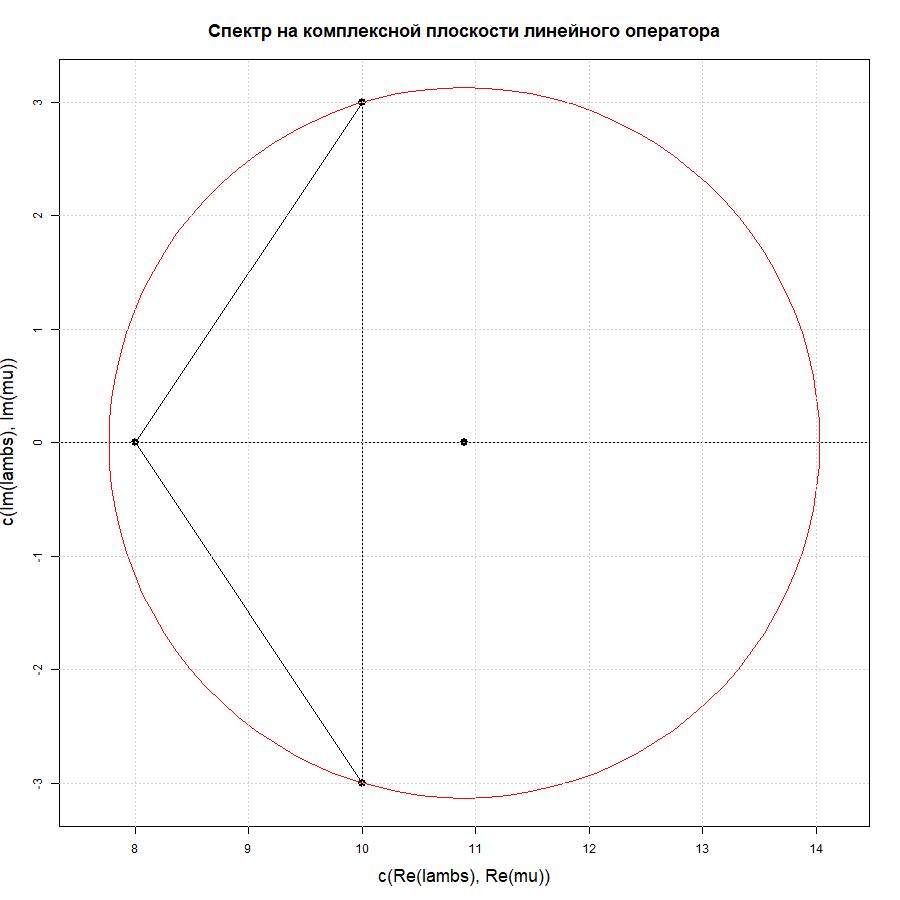 Спектр на комплексной плоскости линейного оператора
c(Im(lambs), Im(mu))
3
2
1
0
-1
-2
-3
8 9 10 11 12 13 14
c(Re(lambs), Re(mu))